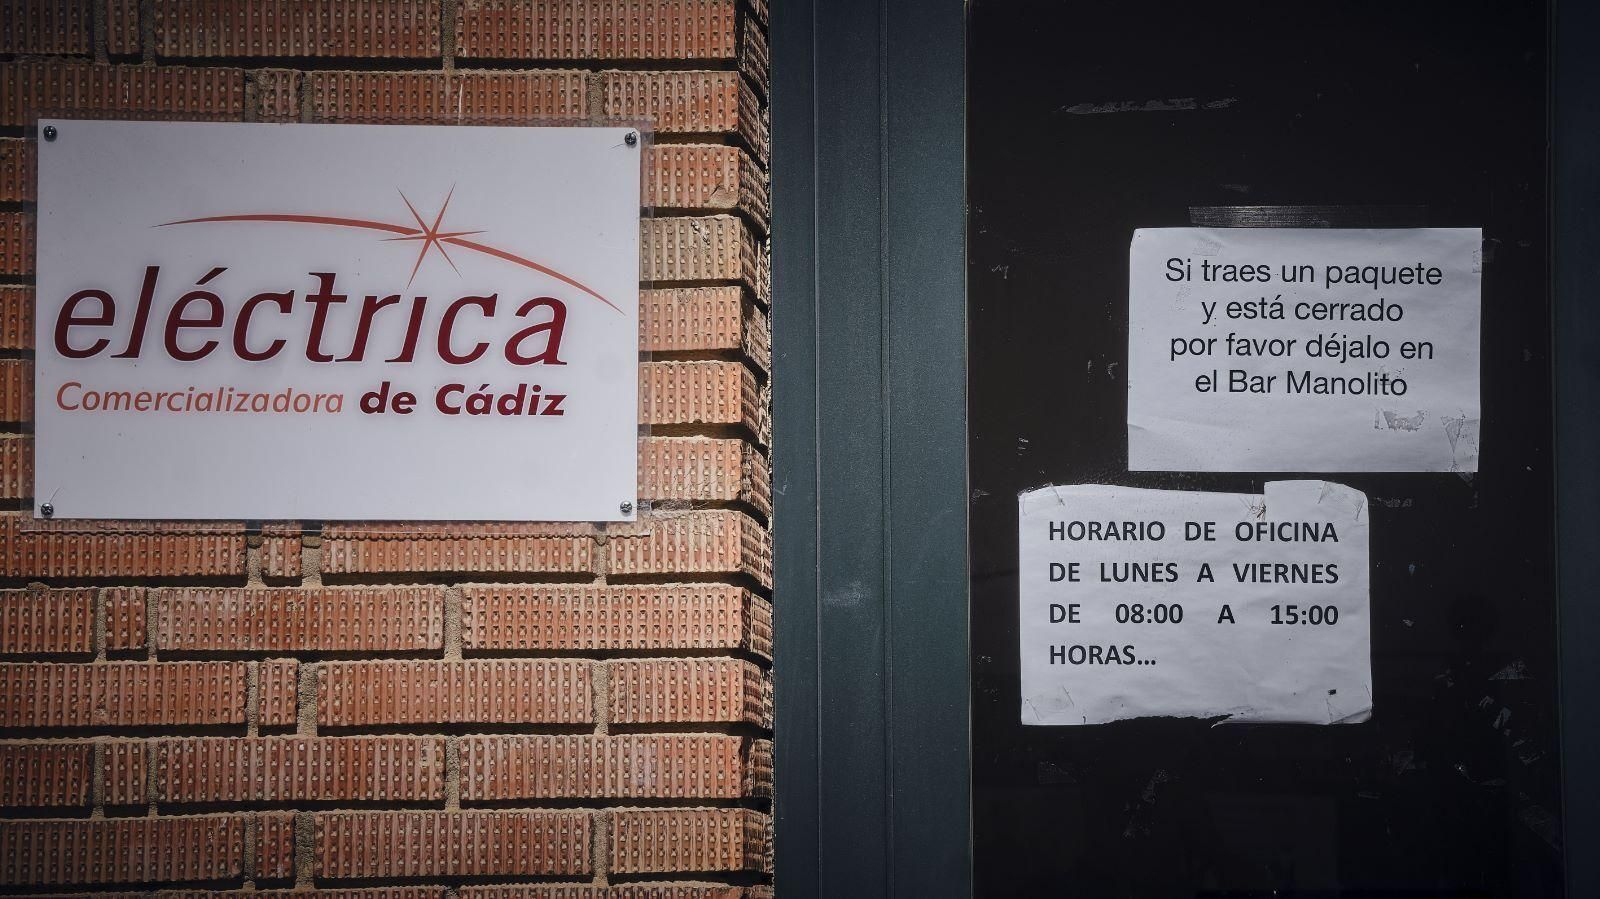 eléctrica
Comercializadora de Cádiz
Si traes un paquete
y está cerrado
por favor déjalo en
el Bar Manolito
HORARIO DE OFICINA
DE LUNES A VIERNES
DE 08:00 A 15:00
HORAS...